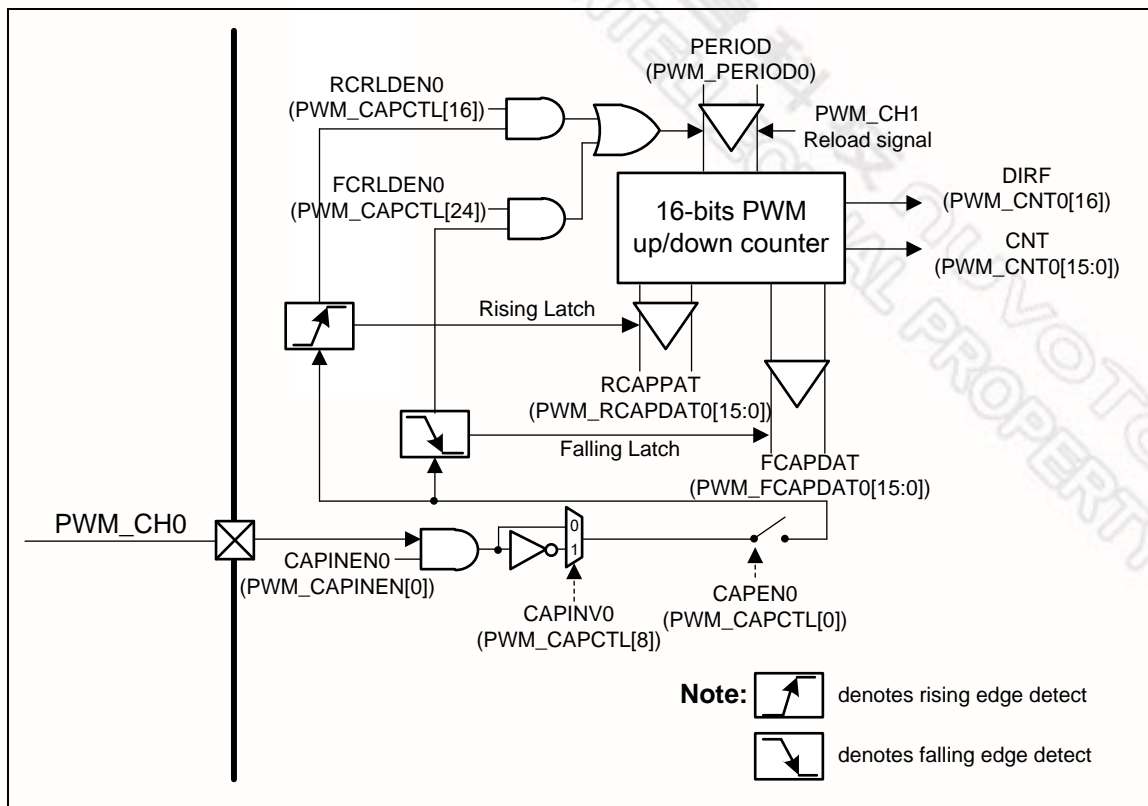 PERIOD
(PWM_PERIOD0)
RCRLDEN0
(PWM_CAPCTL[16])
PWM_CH1
Reload signal
FCRLDEN0
(PWM_CAPCTL[24])
16-bits PWM
up/down counter
DIRF
(PWM_CNT0[16])
CNT
(PWM_CNT0[15:0])
Rising Latch
RCAPPAT
(PWM_RCAPDAT0[15:0])
Falling Latch
FCAPDAT
(PWM_FCAPDAT0[15:0])
PWM_CH0
CAPINEN0
(PWM_CAPINEN[0])
0
1
CAPINV0
(PWM_CAPCTL[8])
CAPEN0
(PWM_CAPCTL[0])
Note:
denotes rising edge detect
denotes falling edge detect